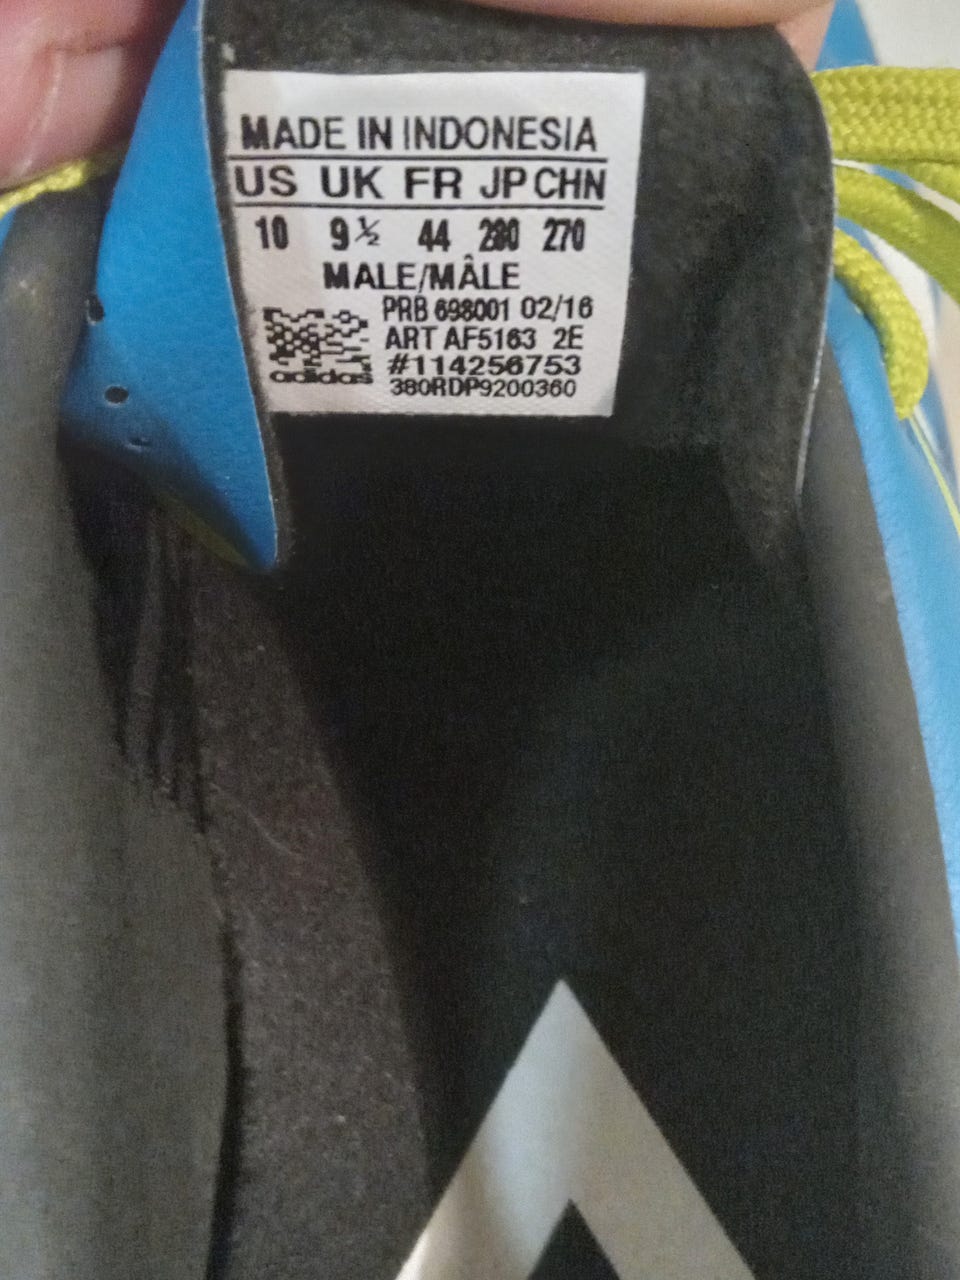 MADE IN INDONESIA
US UK FR JP CHN
10 9½ 44 280 270
MALE/MÂLE
PRB 698001 02/16
ART AF5163 2E
#114256753
adidas 380RDP9200360